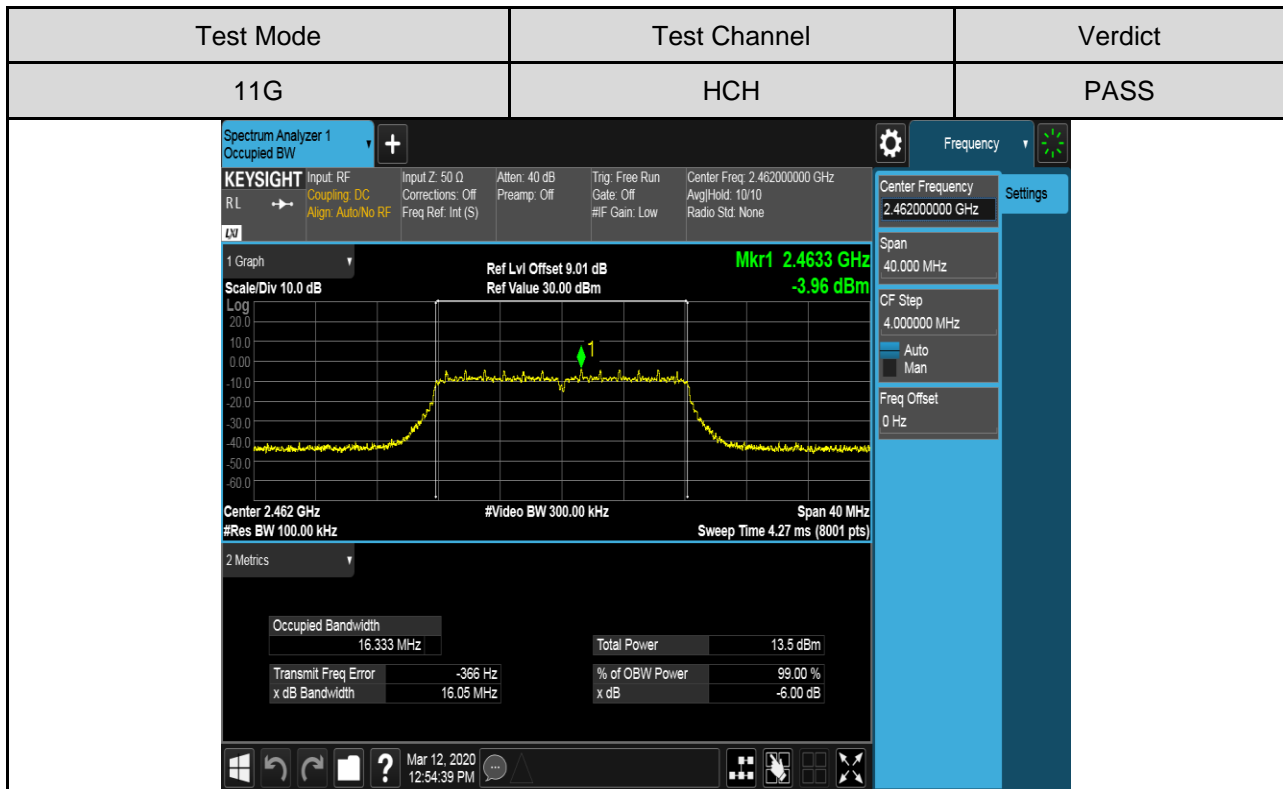 Test Mode Test Channel Verdict
11G HCH PASS
Spectrum Analyzer 1
Occupied BW
+
Frequency
KEYSIGHT Input: RF Input Z: 50 Ω Atten: 40 dB Trig: Free Run Center Freq: 2.462000000 GHz
RL Coupling: DC Corrections: Off Preamp: Off Gate: Off Avg|Hold: 10/10
Align: Auto/No RF Freq Ref: Int (S) #IF Gain: Low Radio Std: None
LXI
Center Frequency
2.462000000 GHz
Settings
Span
40.000 MHz
CF Step
4.000000 MHz
Auto
Man
Freq Offset
0 Hz
1 Graph
Ref Lvl Offset 9.01 dB
Mkr1 2.4633 GHz
Scale/Div 10.0 dB Ref Value 30.00 dBm -3.96 dBm
Log
20.0
10.0
0.00
-10.0
-20.0
-30.0
-40.0
-50.0
-60.0
1
Center 2.462 GHz #Video BW 300.00 kHz Span 40 MHz
#Res BW 100.00 kHz Sweep Time 4.27 ms (8001 pts)
2 Metrics
Occupied Bandwidth
16.333 MHz
Total Power 13.5 dBm
Transmit Freq Error -366 Hz % of OBW Power 99.00 %
x dB Bandwidth 16.05 MHz x dB -6.00 dB
?
Mar 12, 2020
12:54:39 PM